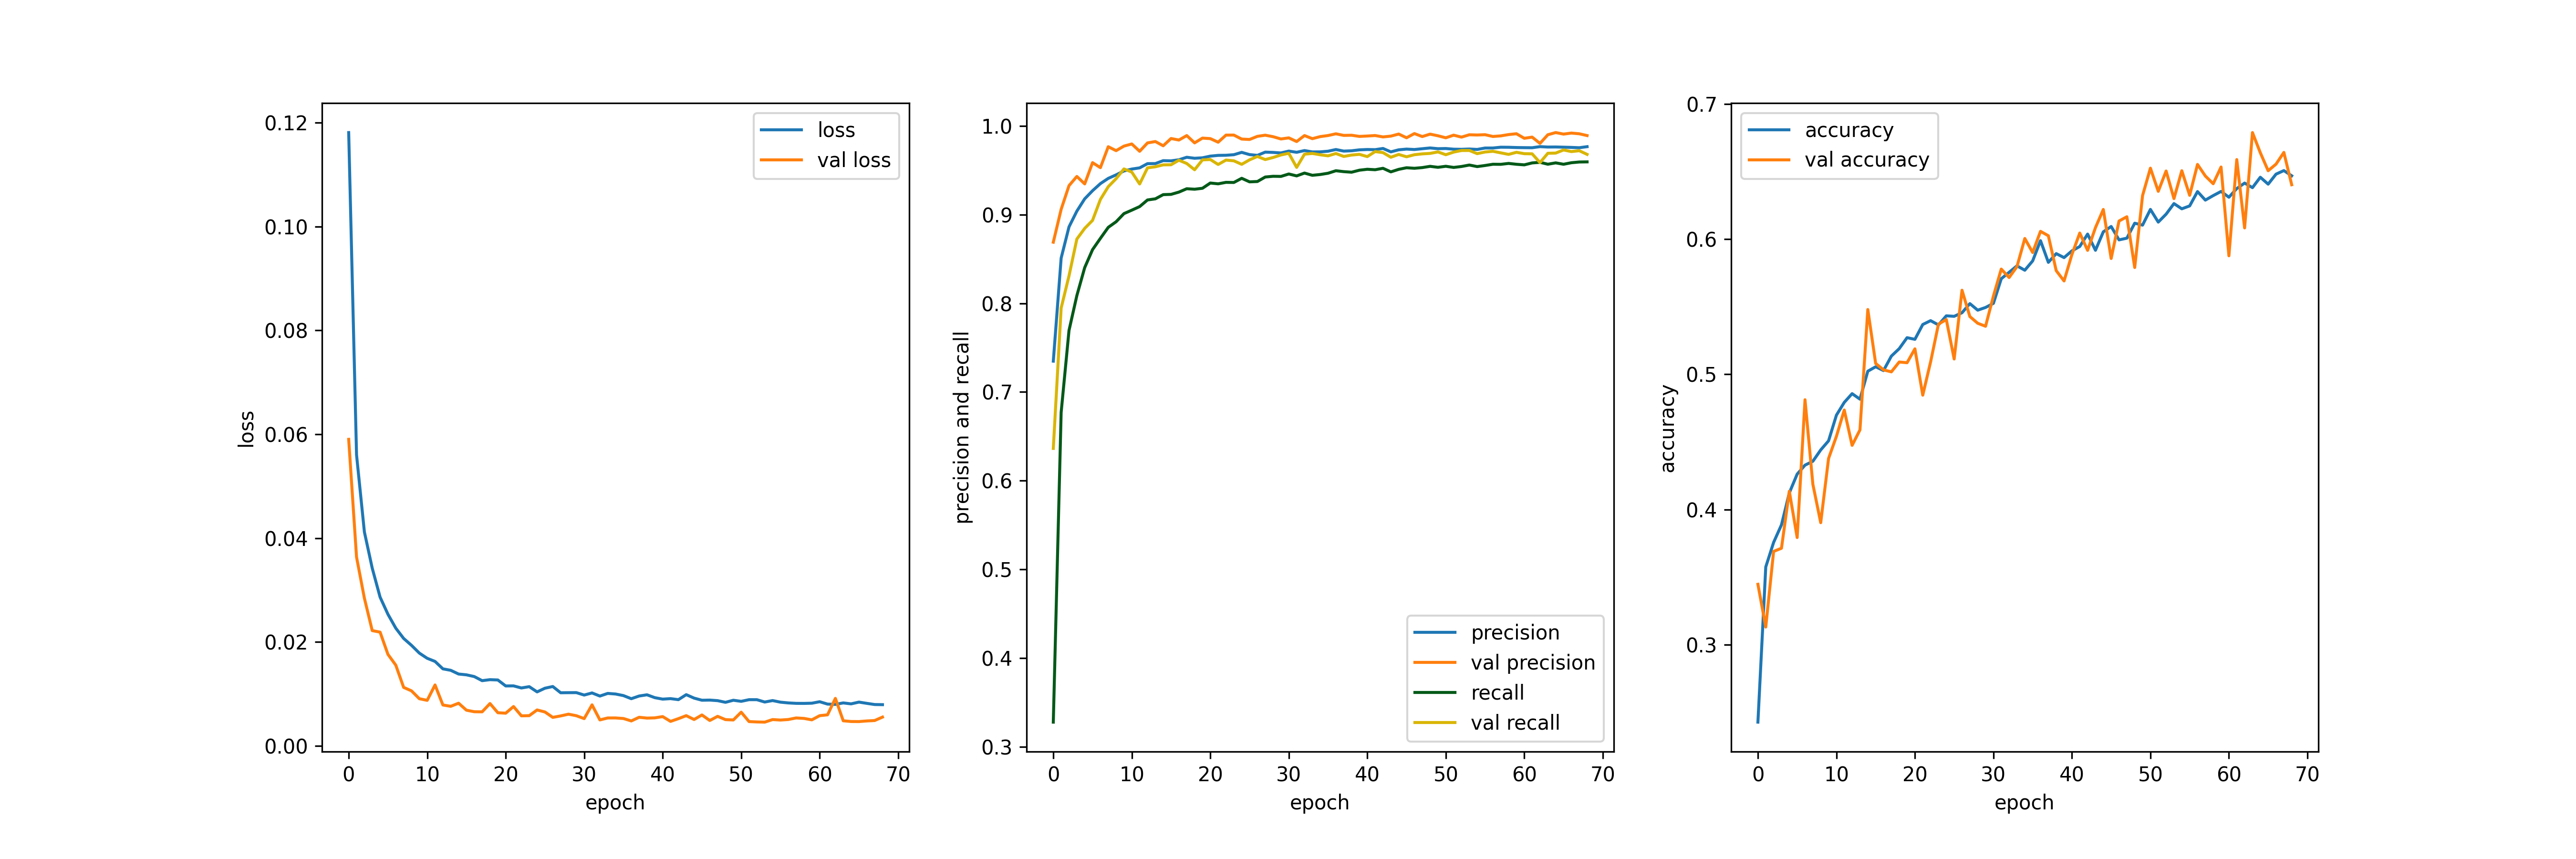 loss
val loss
0.12
0.10
0.08
0.06
0.04
0.02
0.00
loss
0 10 20 30 40 50 60 70
epoch
1.0
0.9
0.8
0.7
0.6
0.5
0.4
0.3
precision and recall
precision
val precision
recall
val recall
0 10 20 30 40 50 60 70
epoch
accuracy
val accuracy
0.7
0.6
0.5
0.4
0.3
accuracy
0 10 20 30 40 50 60 70
epoch